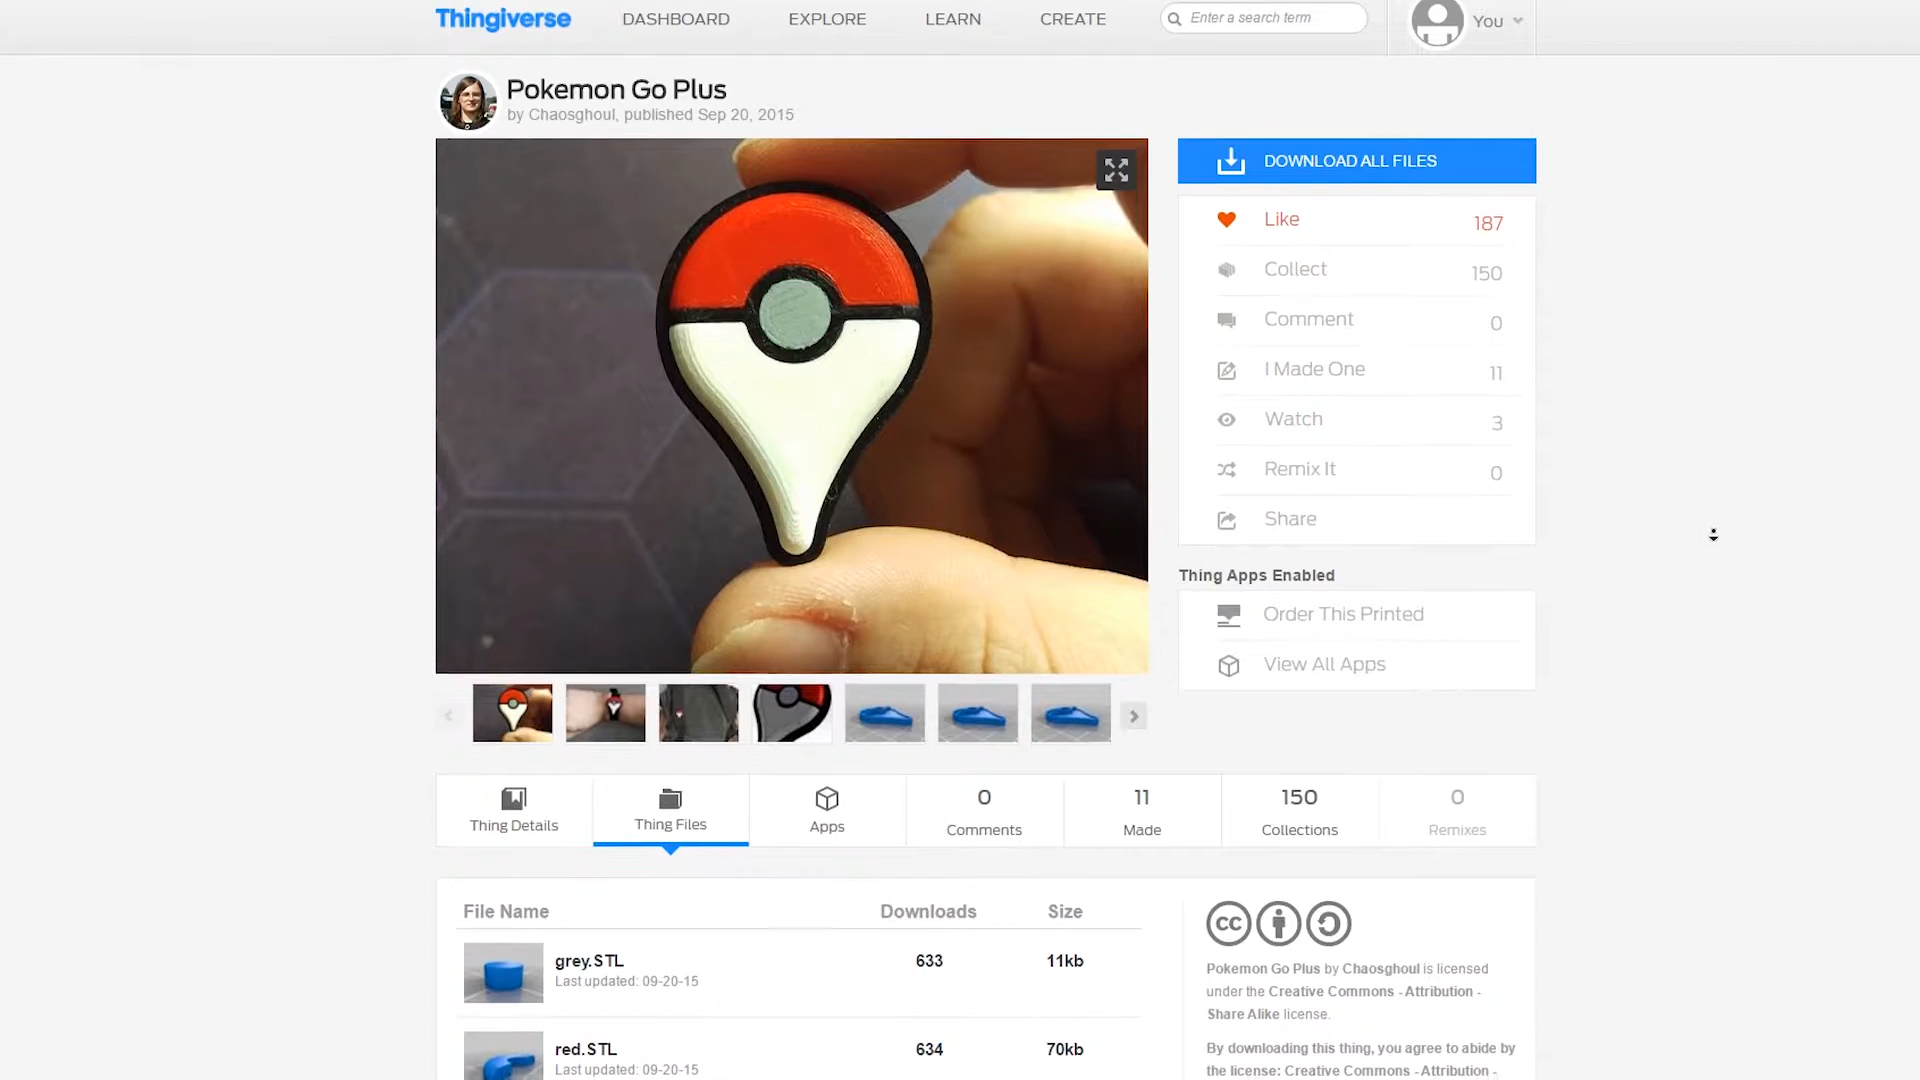 Thingiverse
DASHBOARD
EXPLORE
LEARN
CREATE
Enter a search term
You
Pokemon Go Plus
by Chaosghoul, published Sep 20, 2015
DOWNLOAD ALL FILES
Like 187
Collect 150
Comment 0
I Made One 11
Watch 3
Remix It 0
Share
Thing Apps Enabled
Order This Printed
View All Apps
Thing Details
Thing Files
Apps
0
Comments
11
Made
150
Collections
0
Remixes
File Name Downloads Size
grey.STL 633 11kb
Last updated: 09-20-15
red.STL 634 70kb
Last updated: 09-20-15
cc
Pokemon Go Plus by Chaosghoul is licensed
under the Creative Commons - Attribution -
Share Alike license.
By downloading this thing, you agree to abide by
the license: Creative Commons - Attribution -